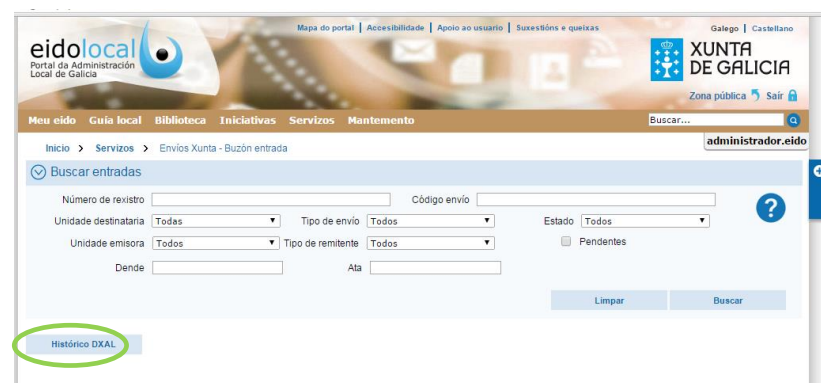 Mapa do portal | Accesibilidade | Apoio ao usuario | Suxestións e queixas
Galego | Castellano
eidolocal
Portal da Administración
Local de Galicia
XUNTA
DE GALICIA
Zona pública Sair
Meu eido Guía local Biblioteca Iniciativas Servizos Mantemento
Buscar...
administrador.eido
Inicio > Servizos > Envíos Xunta - Buzón entrada
Buscar entradas
Número de rexistro Código envío
?
Unidade destinataria Todas Tipo de envío Todos Estado Todos
Unidade emisora Todos Tipo de remitente Todos Pendentes
Dende Ata
Limpar Buscar
Histórico DXAL